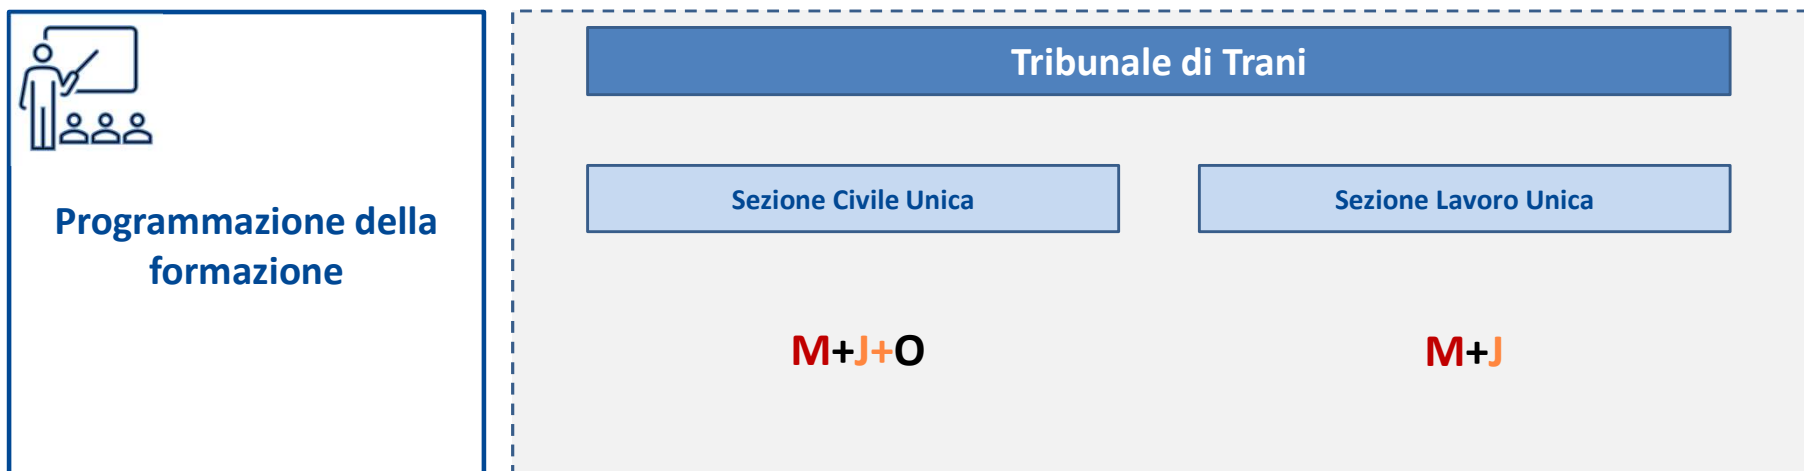 Programmazione della
formazione
Tribunale di Trani
Sezione Civile Unica
Sezione Lavoro Unica
M+J+O
M+J